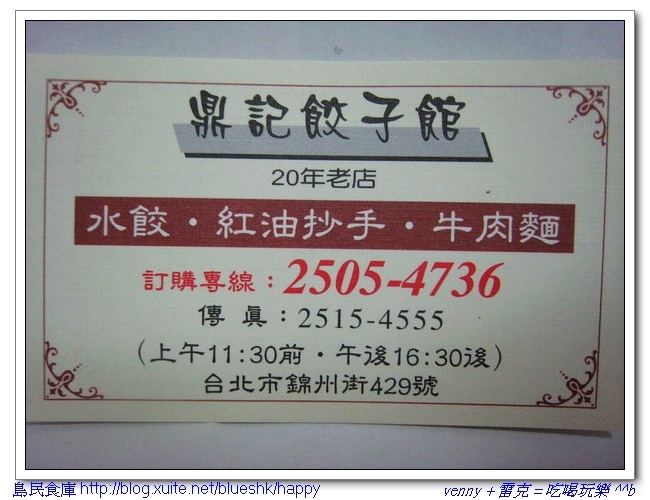 鼎記餃子館
20年老店
水餃・紅油抄手・牛肉麵
訂購專線：2505-4736
傳 眞：2515-4555
（上午11:30前・午後16:30後）
台北市錦州街429號
島民食庫 http://blog.xuite.net/blueshk/happy
venny + 雷克 = 吃喝玩樂 ^^b